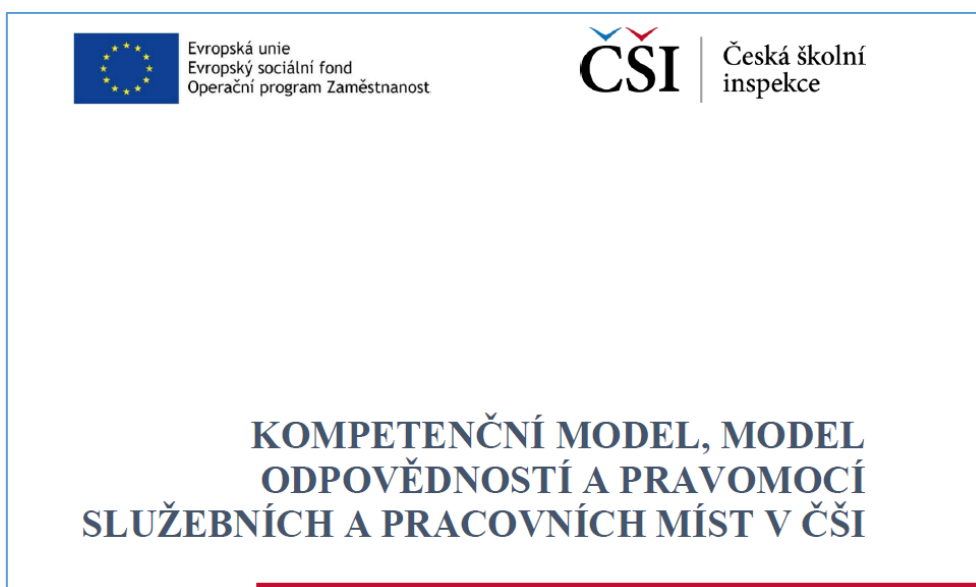 Evropská unie
Evropský sociální fond
Operační program Zaměstnanost
ČŠI
Česká školní
inspekce
KOMPETENČNÍ MODEL, MODEL
ODPOVĚDNOSTÍ A PRAVOMOCÍ
SLUŽEBNÍCH A PRACOVNÍCH MÍST V ČŠI